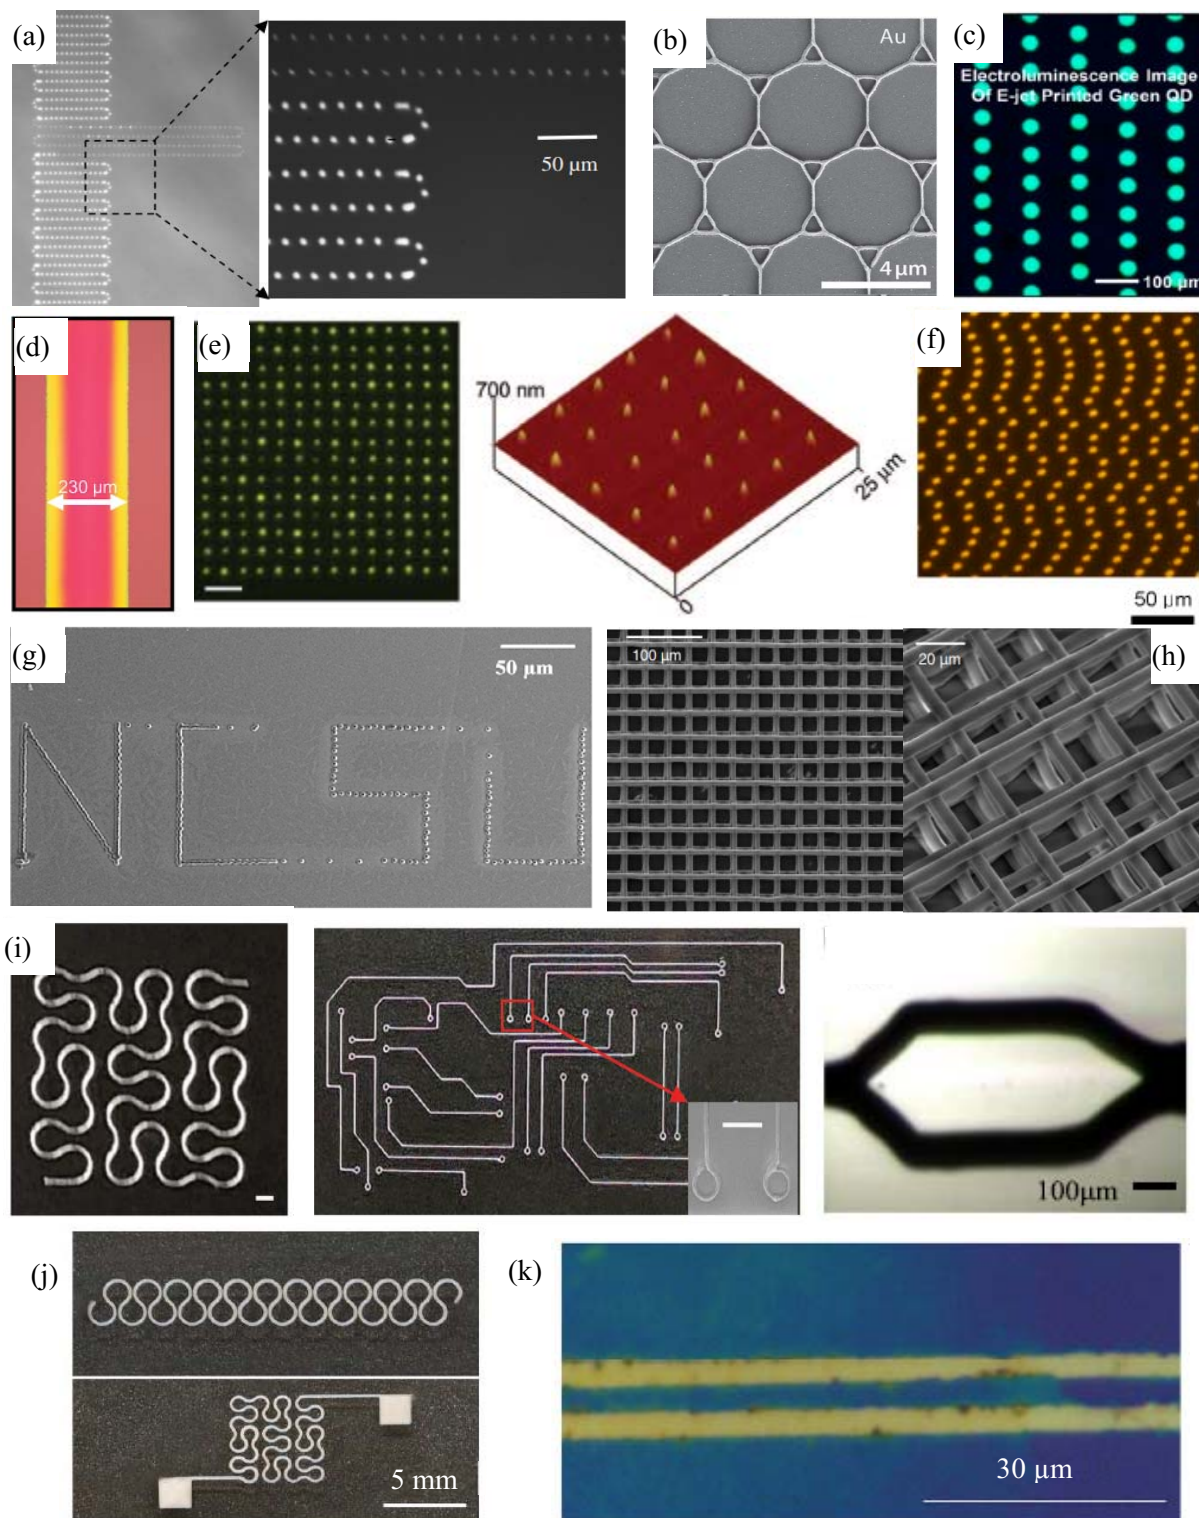 (a)
50 µm
(b)
Au
4 µm
(c)
Electroluminescence Image
Of E-jet Printed Green QD
100 µm
(d)
230 µm
(e)
700 nm
25 µm
0
(f)
50 µm
(g)
50 µm
NCSU
100 µm
20 µm
(h)
(i)
100µm
(j)
5 mm
(k)
30 µm